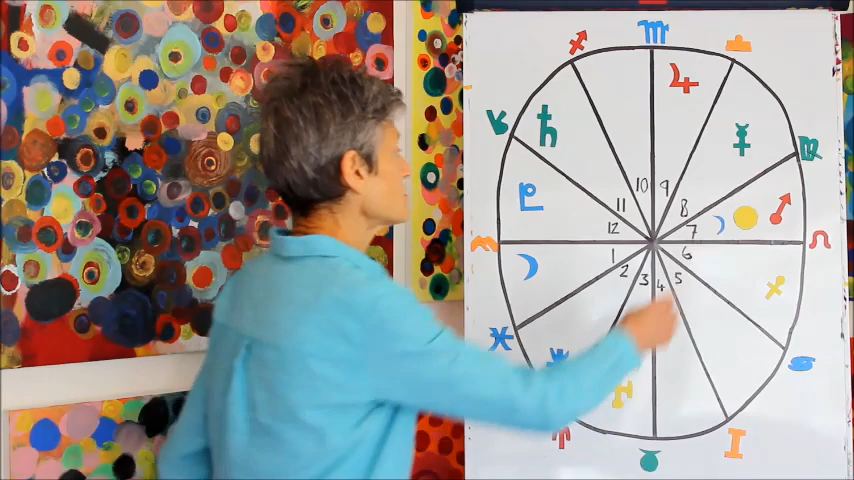 ♏
♐ ♎
♃
♑ ♄ ☿ ♍
10 9
♇ 11 8
12 7 ☽ ♂
♒ ♌
1 6
☽ 2 3 4 5
♓ ♋
♊
♉